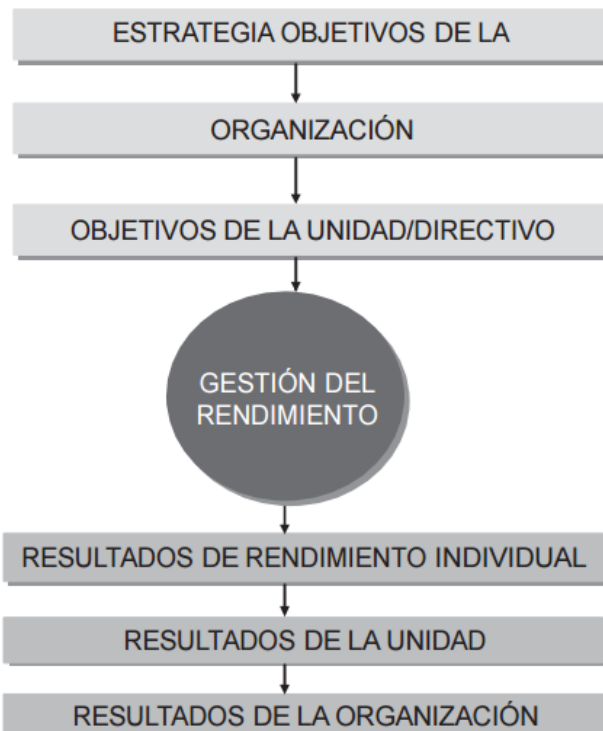 ESTRATEGIA OBJETIVOS DE LA
ORGANIZACIÓN
OBJETIVOS DE LA UNIDAD/DIRECTIVO
GESTIÓN DEL
RENDIMIENTO
RESULTADOS DE RENDIMIENTO INDIVIDUAL
RESULTADOS DE LA UNIDAD
RESULTADOS DE LA ORGANIZACIÓN